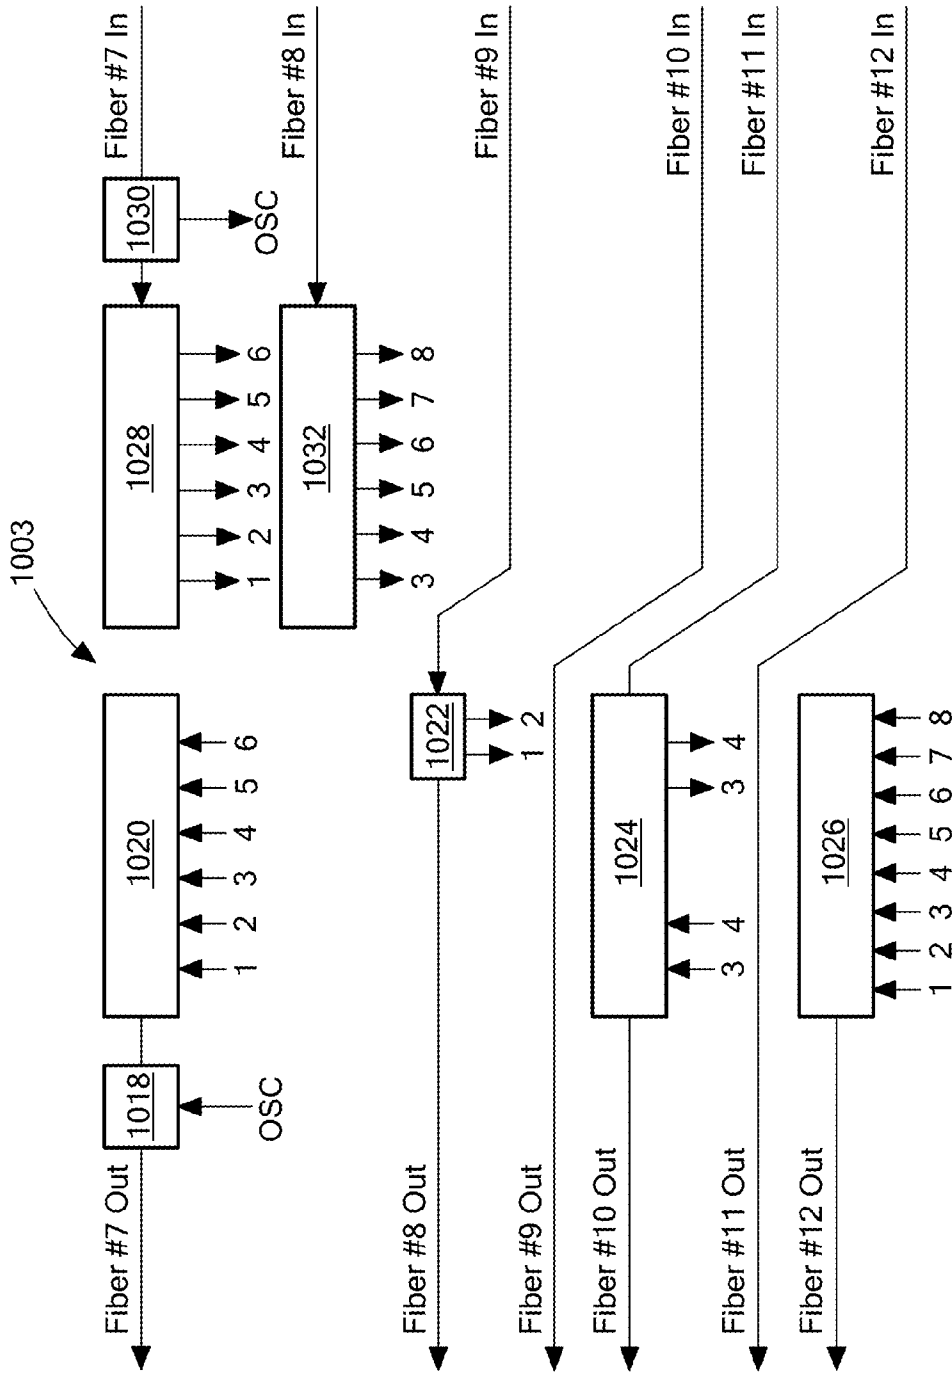 1003
Fiber #7 Out
1018
OSC
1020
1 2 3 4 5 6
1028
1 2 3 4 5 6
1030
OSC
Fiber #7 In
1032
3 4 5 6 7 8
Fiber #8 In
Fiber #8 Out
1022
1 2
Fiber #9 In
Fiber #9 Out
Fiber #10 In
Fiber #10 Out
1024
3 4 3 4
Fiber #11 In
Fiber #11 Out
Fiber #12 In
Fiber #12 Out
1026
1 2 3 4 5 6 7 8